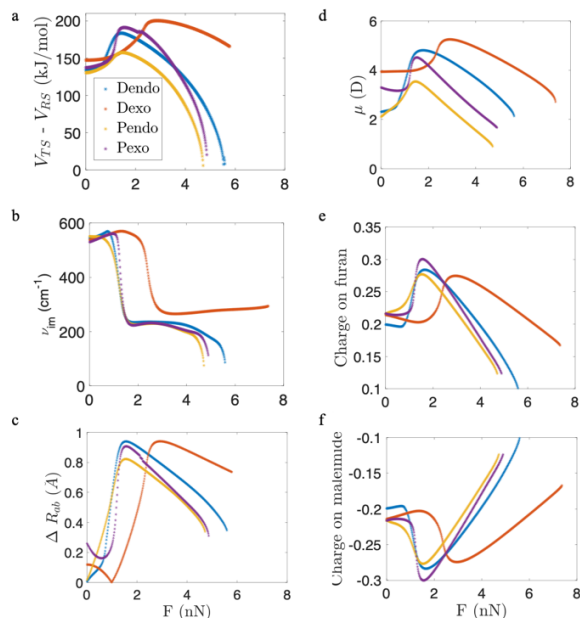 a
V_TS - V_RS (kJ/mol)
200
150
100
50
0
Dendo
Dexo
Pendo
Pexo
0 2 4 6 8
d
μ (D)
6
4
2
0
0 2 4 6 8
b
ν_im (cm⁻¹)
600
400
200
0
0 2 4 6 8
e
Charge on furan
0.35
0.3
0.25
0.2
0.15
0.1
0 2 4 6 8
c
Δ R_ab (Å)
1
0.8
0.6
0.4
0.2
0
0 2 4 6 8
F (nN)
f
Charge on malemide
-0.1
-0.15
-0.2
-0.25
-0.3
0 2 4 6 8
F (nN)